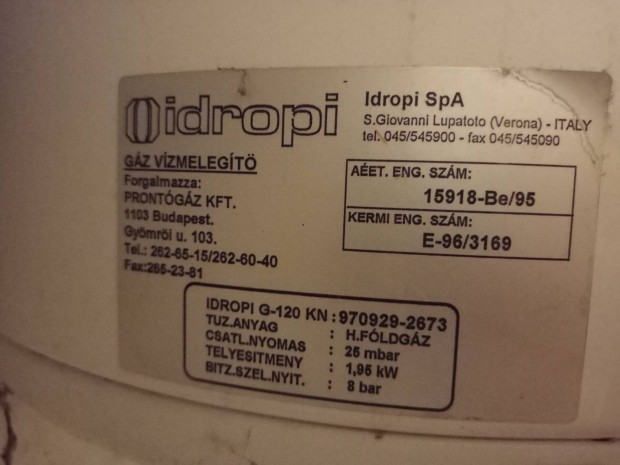 idropi
Idropi SpA
S.Giovanni Lupatoto (Verona) - ITALY
tel. 045/545900 - fax 045/545090
GÁZ VÍZMELEGÍTÖ
Forgalmazza:
PRONTÓGÁZ KFT.
1103 Budapest.
Gyömröi u. 103.
Tel.: 262-65-15/262-60-40
Fax:265-23-81
AÉET. ENG. SZÁM:
15918-Be/95
KERMI ENG. SZÁM:
E-96/3169
IDROPI G-120 KN : 970929-2673
TUZ.ANYAG : H.FÓLDGÁZ
CSATL.NYOMAS : 25 mbar
TELYESITMENY : 1,95 kW
BITZ.SZEL.NYIT. : 8 bar